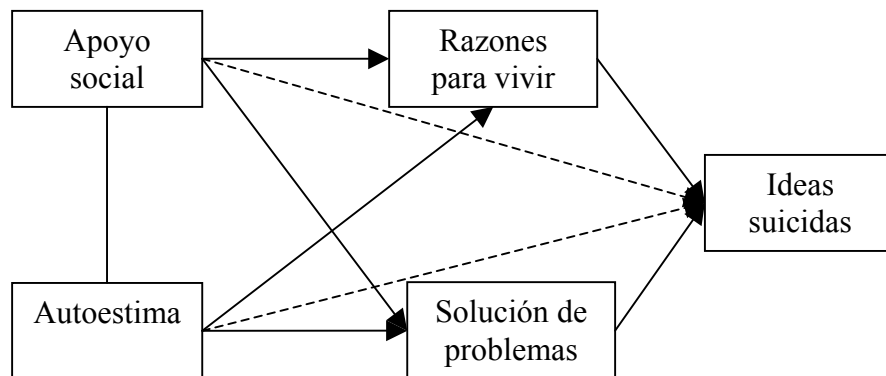 Apoyo
social
Razones
para vivir
Ideas
suicidas
Autoestima
Solución de
problemas